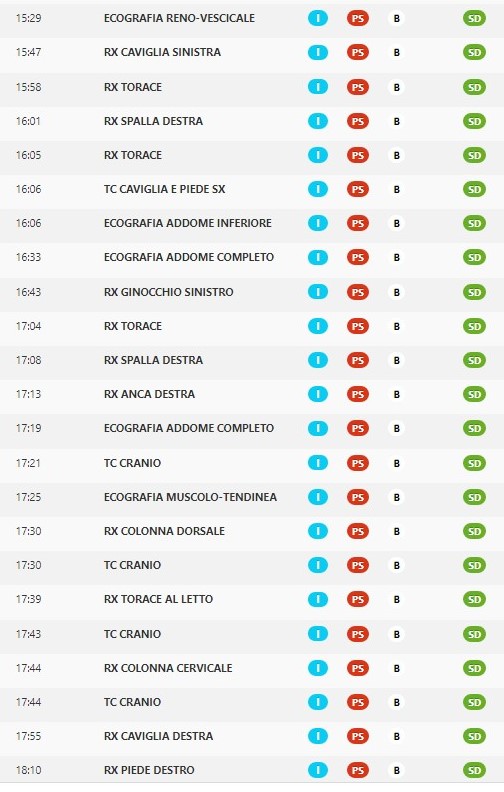 15:29 ECOGRAFIA RENO-VESCICALE I PS B SD
15:47 RX CAVIGLIA SINISTRA I PS B SD
15:58 RX TORACE I PS B SD
16:01 RX SPALLA DESTRA I PS B SD
16:05 RX TORACE I PS B SD
16:06 TC CAVIGLIA E PIEDE SX I PS B SD
16:06 ECOGRAFIA ADDOME INFERIORE I PS B SD
16:33 ECOGRAFIA ADDOME COMPLETO I PS B SD
16:43 RX GINOCCHIO SINISTRO I PS B SD
17:04 RX TORACE I PS B SD
17:08 RX SPALLA DESTRA I PS B SD
17:13 RX ANCA DESTRA I PS B SD
17:19 ECOGRAFIA ADDOME COMPLETO I PS B SD
17:21 TC CRANIO I PS B SD
17:25 ECOGRAFIA MUSCOLO-TENDINEA I PS B SD
17:30 RX COLONNA DORSALE I PS B SD
17:30 TC CRANIO I PS B SD
17:39 RX TORACE AL LETTO I PS B SD
17:43 TC CRANIO I PS B SD
17:44 RX COLONNA CERVICALE I PS B SD
17:44 TC CRANIO I PS B SD
17:55 RX CAVIGLIA DESTRA I PS B SD
18:10 RX PIEDE DESTRO I PS B SD